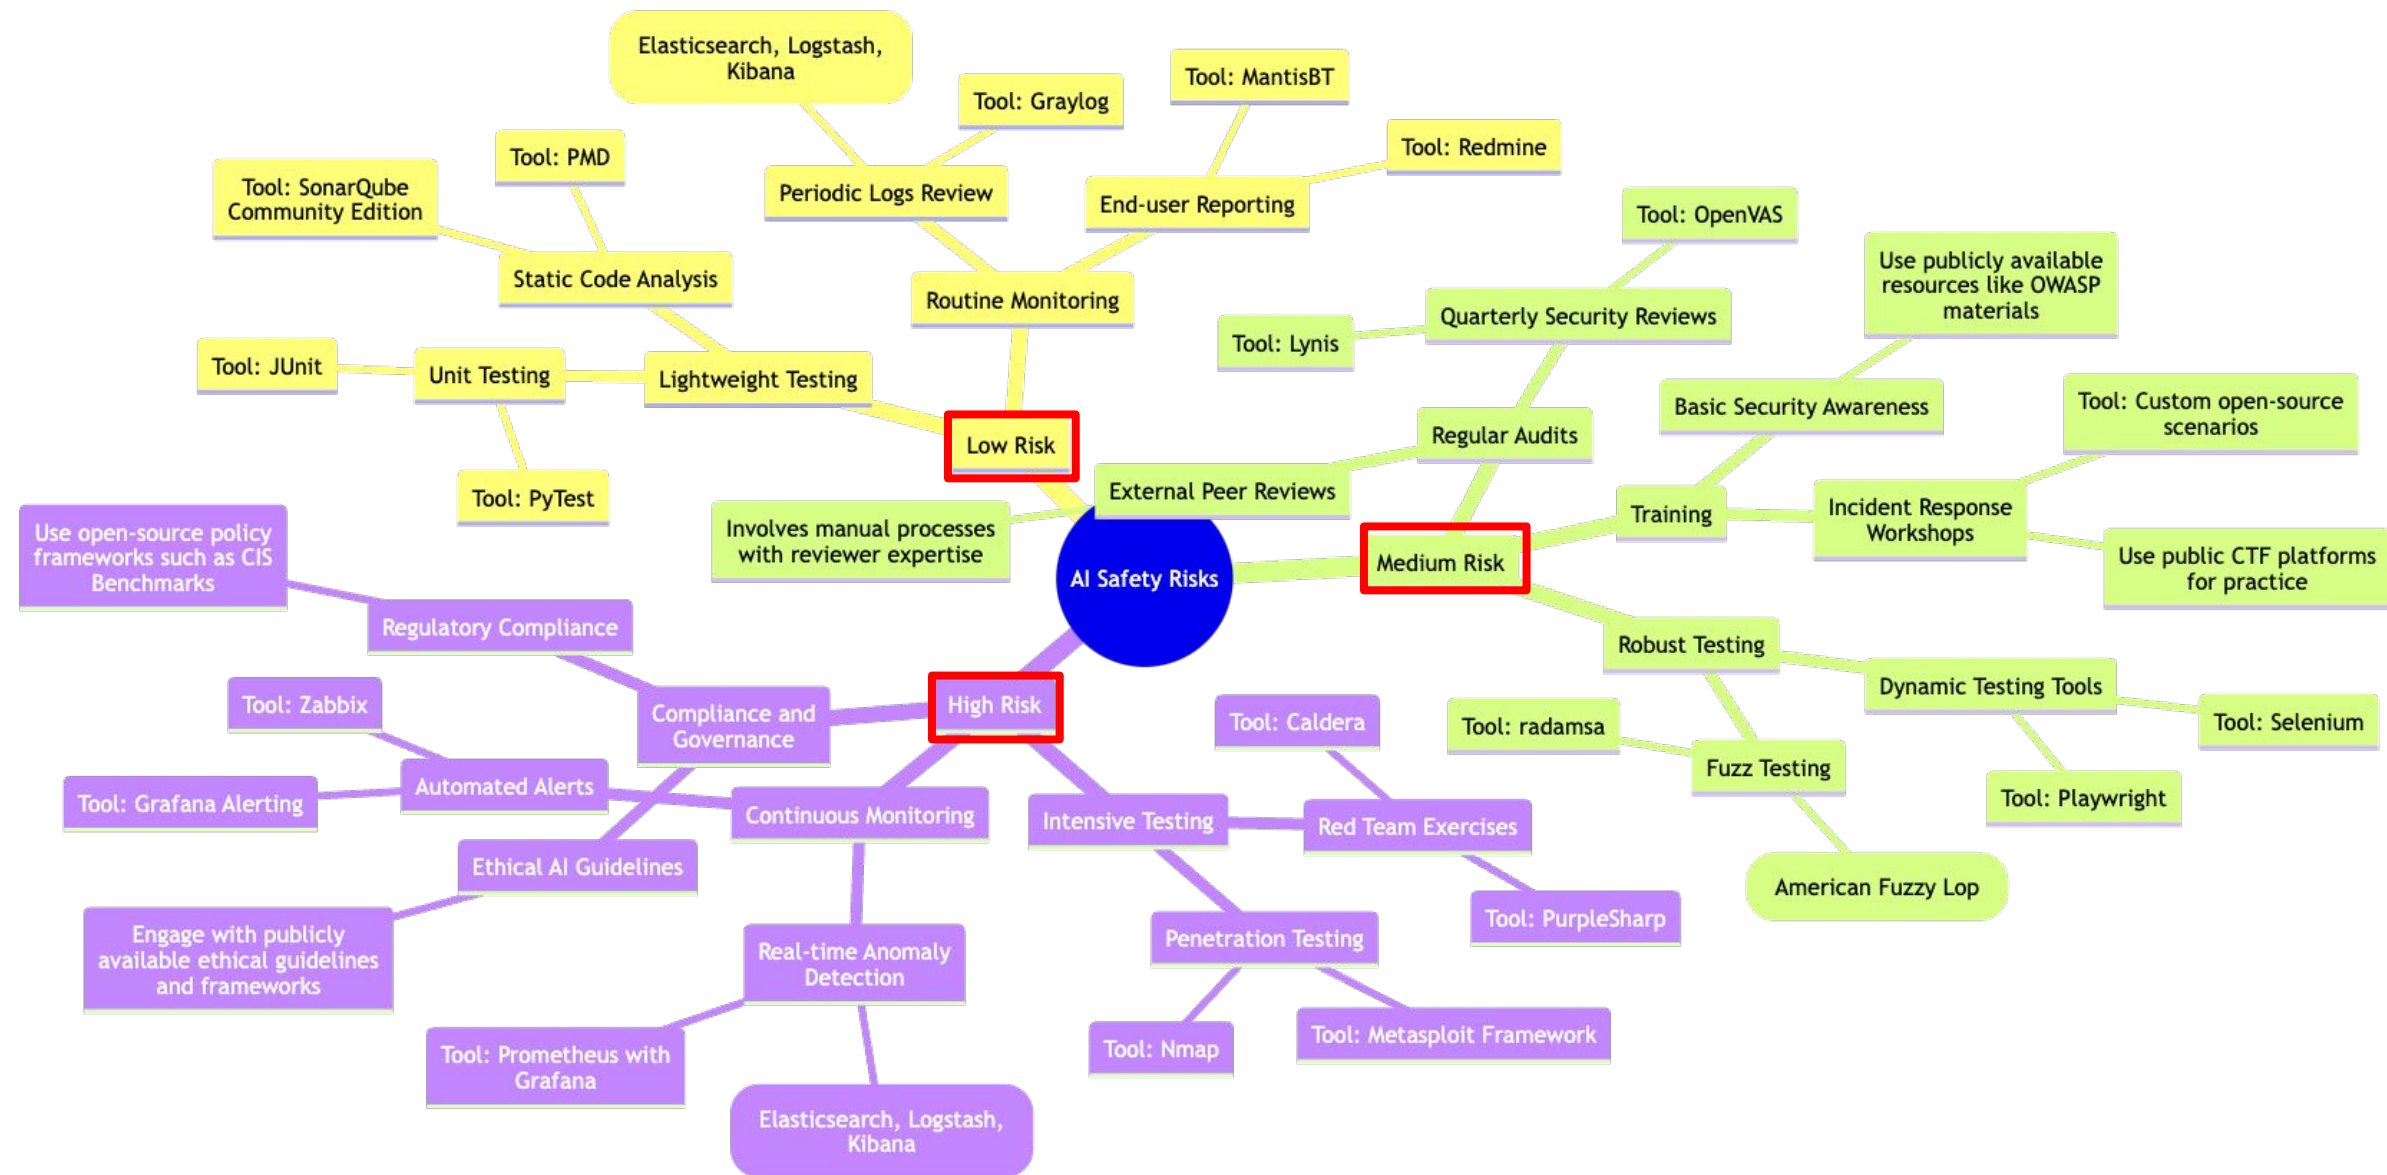 Elasticsearch, Logstash,
Kibana
Tool: Graylog
Tool: MantisBT
Tool: Redmine
Tool: PMD
Tool: SonarQube
Community Edition
Periodic Logs Review
End-user Reporting
Static Code Analysis
Routine Monitoring
Tool: JUnit
Unit Testing
Lightweight Testing
Tool: PyTest
Low Risk
Tool: OpenVAS
Use publicly available
resources like OWASP
materials
Quarterly Security Reviews
Tool: Lynis
Basic Security Awareness
Tool: Custom open-source
scenarios
Regular Audits
External Peer Reviews
Involves manual processes
with reviewer expertise
Training
Incident Response
Workshops
Use public CTF platforms
for practice
AI Safety Risks
Medium Risk
Robust Testing
Dynamic Testing Tools
Tool: Selenium
Tool: radamsa
Fuzz Testing
Tool: Playwright
American Fuzzy Lop
Use open-source policy
frameworks such as CIS
Benchmarks
Regulatory Compliance
Tool: Zabbix
Compliance and
Governance
High Risk
Tool: Caldera
Tool: Grafana Alerting
Automated Alerts
Continuous Monitoring
Intensive Testing
Red Team Exercises
Ethical AI Guidelines
Tool: PurpleSharp
Engage with publicly
available ethical guidelines
and frameworks
Real-time Anomaly
Detection
Penetration Testing
Tool: Prometheus with
Grafana
Tool: Nmap
Tool: Metasploit Framework
Elasticsearch, Logstash,
Kibana